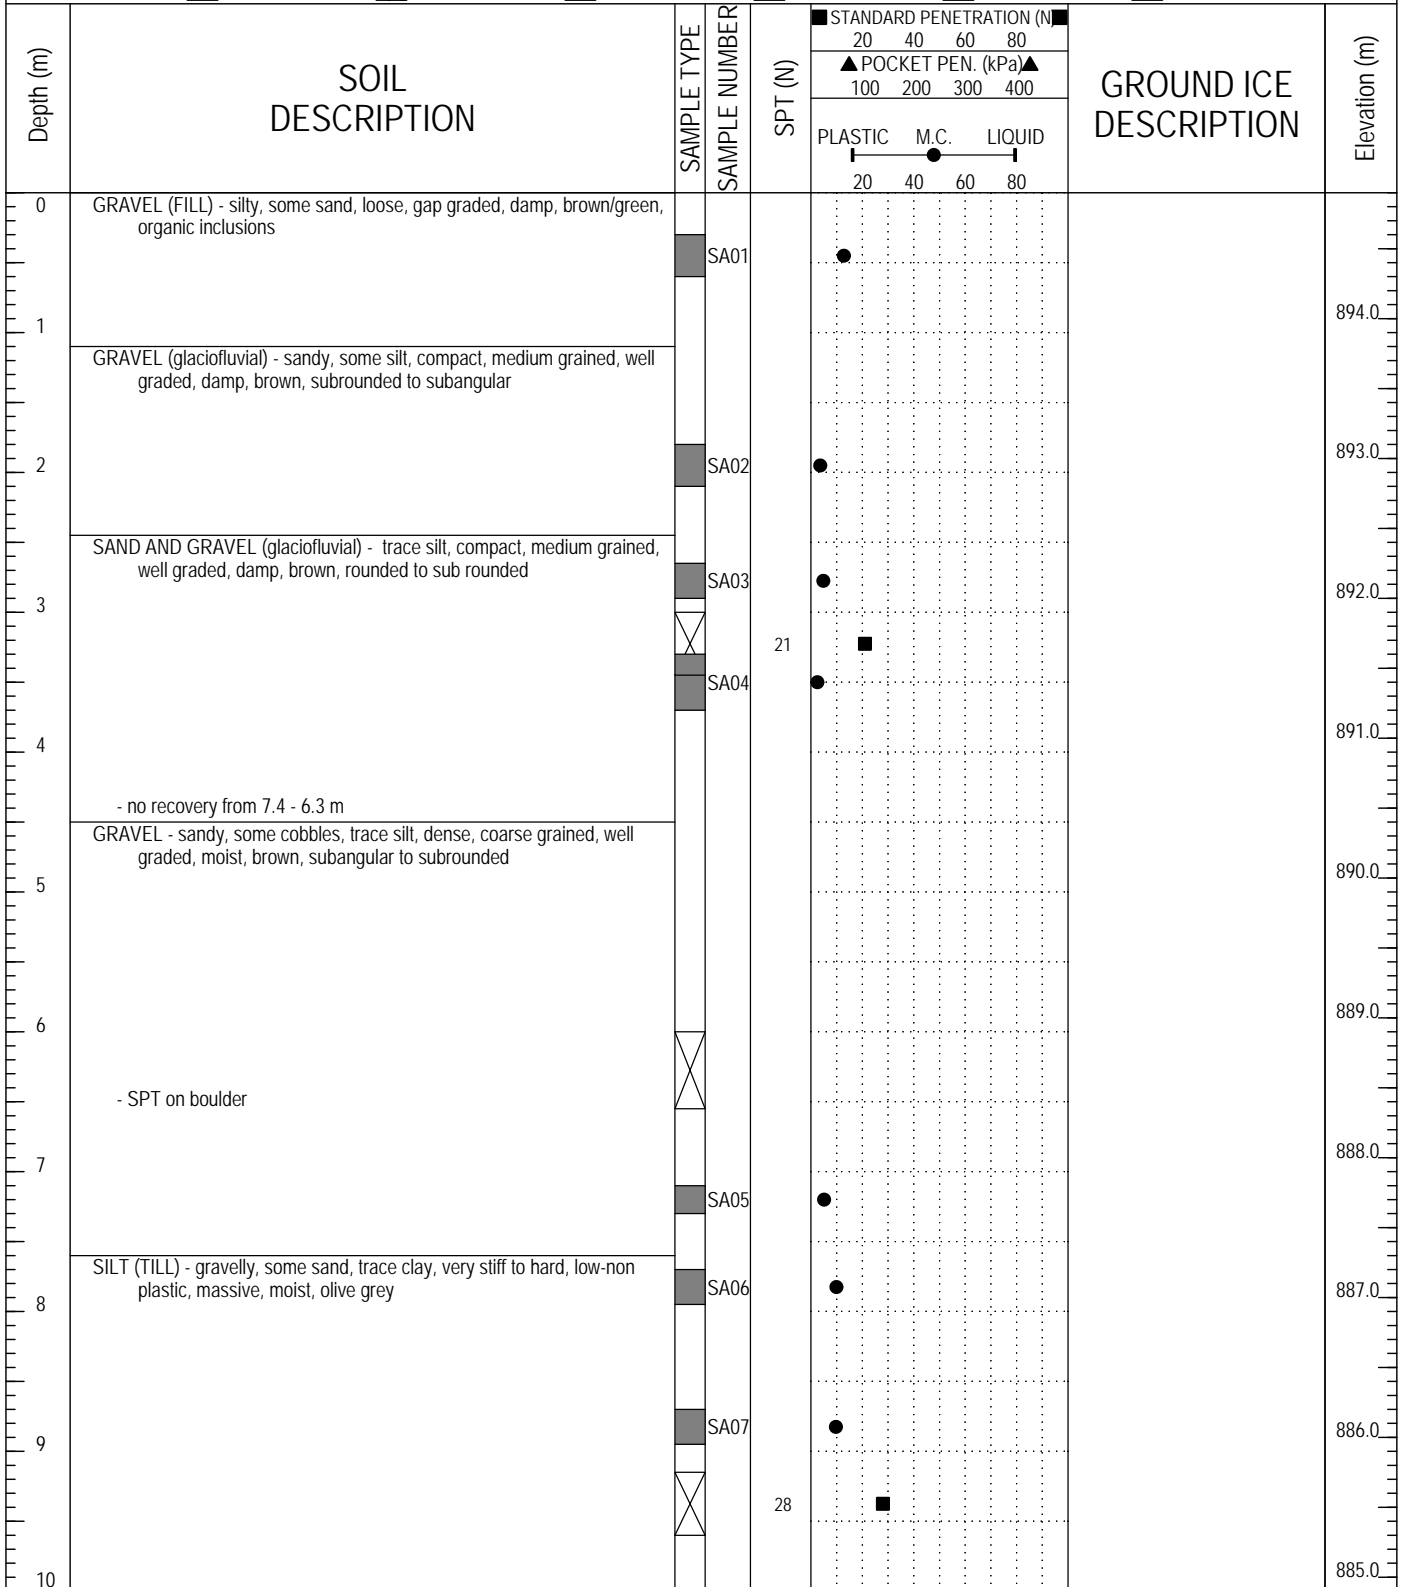 Depth (m)
SOIL
DESCRIPTION
SAMPLE TYPE
SAMPLE NUMBER
SPT (N)
STANDARD PENETRATION (N)
20 40 60 80
POCKET PEN. (kPa)
100 200 300 400
PLASTIC M.C. LIQUID
20 40 60 80
GROUND ICE
DESCRIPTION
Elevation (m)
0
GRAVEL (FILL) - silty, some sand, loose, gap graded, damp, brown/green,
organic inclusions
SA01
894.0
1
GRAVEL (glaciofluvial) - sandy, some silt, compact, medium grained, well
graded, damp, brown, subrounded to subangular
893.0
2
SA02
SAND AND GRAVEL (glaciofluvial) - trace silt, compact, medium grained,
well graded, damp, brown, rounded to sub rounded
SA03
892.0
3
21
SA04
891.0
4
- no recovery from 7.4 - 6.3 m
GRAVEL - sandy, some cobbles, trace silt, dense, coarse grained, well
graded, moist, brown, subangular to subrounded
890.0
5
889.0
6
- SPT on boulder
888.0
7
SA05
SILT (TILL) - gravelly, some sand, trace clay, very stiff to hard, low-non
plastic, massive, moist, olive grey
SA06
887.0
8
SA07
886.0
9
28
885.0
10